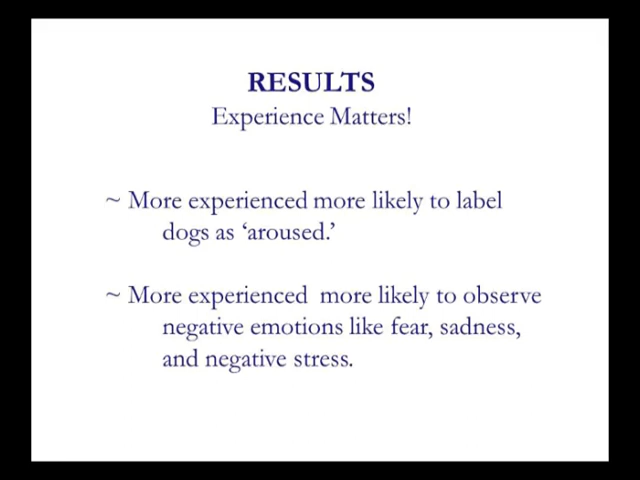 RESULTS
Experience Matters!
~ More experienced more likely to label
dogs as ‘aroused.’
~ More experienced  more likely to observe
negative emotions like fear, sadness,
and negative stress.